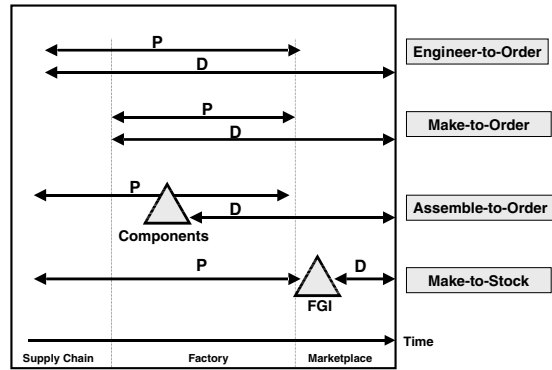 P
Engineer-to-Order
D
P
Make-to-Order
D
P
D
Assemble-to-Order
Components
P
D
Make-to-Stock
FGI
Time
Supply Chain Factory Marketplace